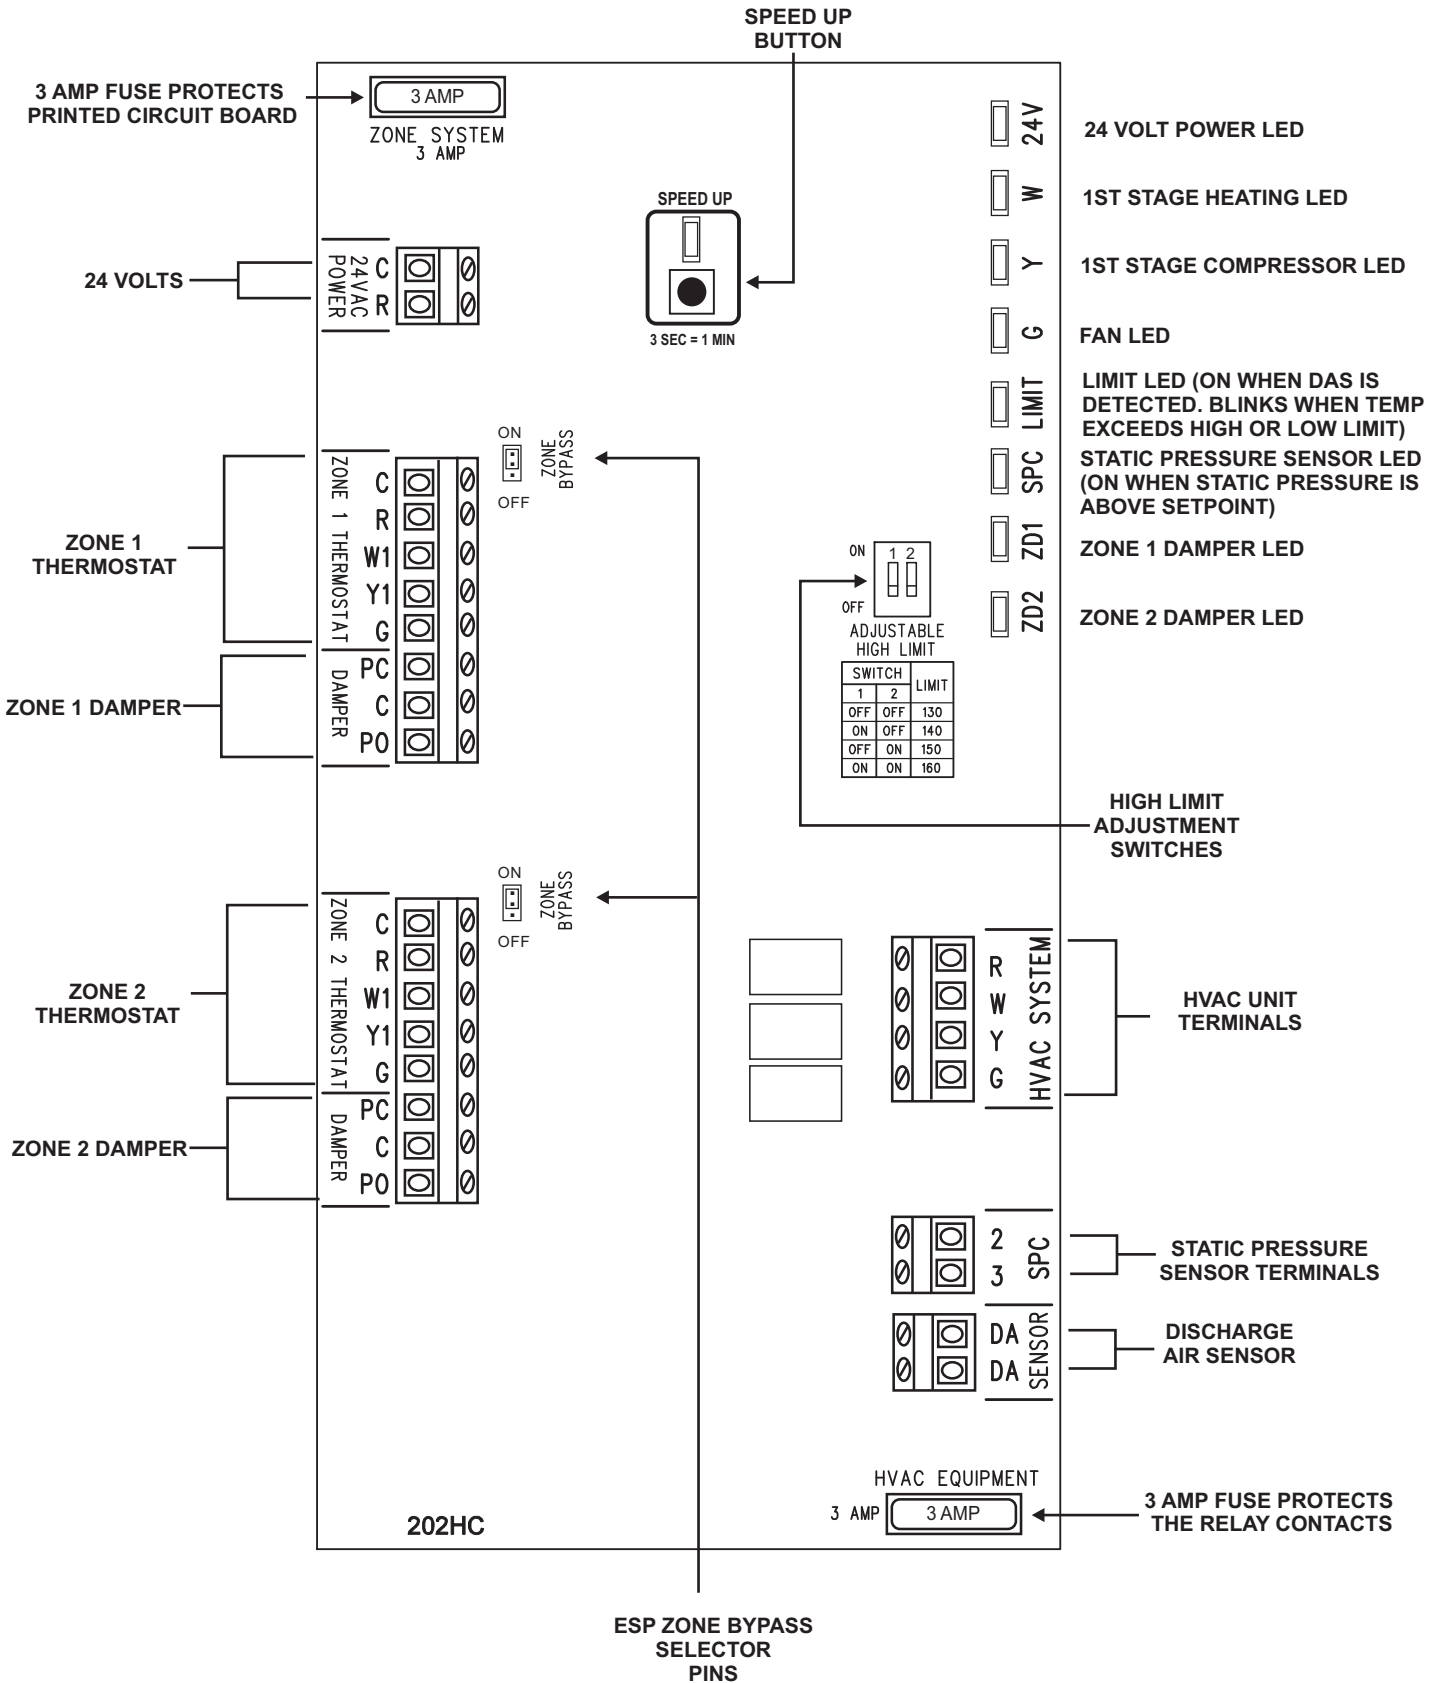 SPEED UP
BUTTON
3 AMP FUSE PROTECTS
PRINTED CIRCUIT BOARD
3 AMP
ZONE SYSTEM
3 AMP
24V
24 VOLT POWER LED
W
1ST STAGE HEATING LED
Y
1ST STAGE COMPRESSOR LED
G
FAN LED
LIMIT
LIMIT LED (ON WHEN DAS IS
DETECTED. BLINKS WHEN TEMP
EXCEEDS HIGH OR LOW LIMIT)
SPC
STATIC PRESSURE SENSOR LED
(ON WHEN STATIC PRESSURE IS
ABOVE SETPOINT)
ZD1
ZONE 1 DAMPER LED
ZD2
ZONE 2 DAMPER LED
SPEED UP
3 SEC = 1 MIN
24 VOLTS
24VAC
POWER
C
R
ZONE 1
THERMOSTAT
ZONE 1 THERMOSTAT
C
R
W1
Y1
G
ON
OFF
ZONE
BYPASS
ZONE 1 DAMPER
DAMPER
PC
C
PO
ON
1 2
OFF
ADJUSTABLE
HIGH LIMIT
SWITCH LIMIT
1 2
OFF OFF 130
ON OFF 140
OFF ON 150
ON ON 160
HIGH LIMIT
ADJUSTMENT
SWITCHES
ZONE 2
THERMOSTAT
ZONE 2 THERMOSTAT
C
R
W1
Y1
G
ON
OFF
ZONE
BYPASS
ZONE 2 DAMPER
DAMPER
PC
C
PO
R
W
Y
G
HVAC SYSTEM
HVAC UNIT
TERMINALS
2
3
SPC
STATIC PRESSURE
SENSOR TERMINALS
DA
DA
SENSOR
DISCHARGE
AIR SENSOR
HVAC EQUIPMENT
3 AMP
3 AMP
3 AMP FUSE PROTECTS
THE RELAY CONTACTS
202HC
ESP ZONE BYPASS
SELECTOR
PINS